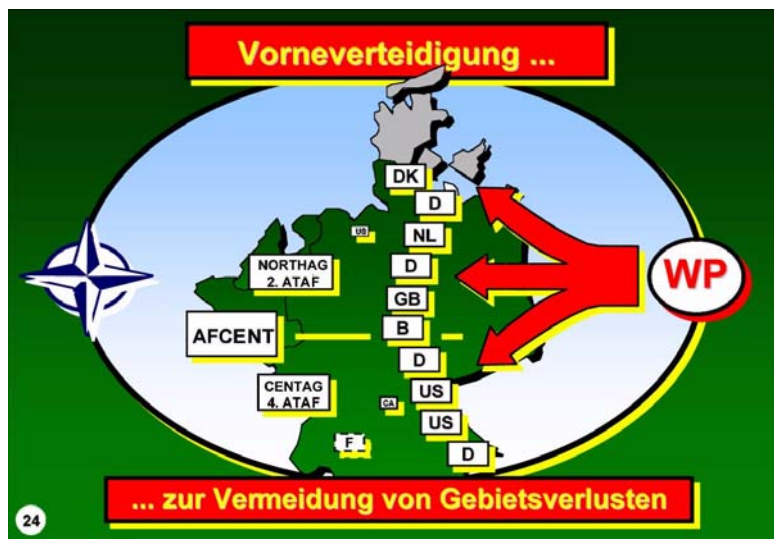 Vorneverteidigung ...
DK
D
US
NL
NORTHAG
2. ATAF
D
WP
GB
AFCENT
B
D
CENTAG
4. ATAF
US
CA
US
F
D
... zur Vermeidung von Gebietsverlusten
24